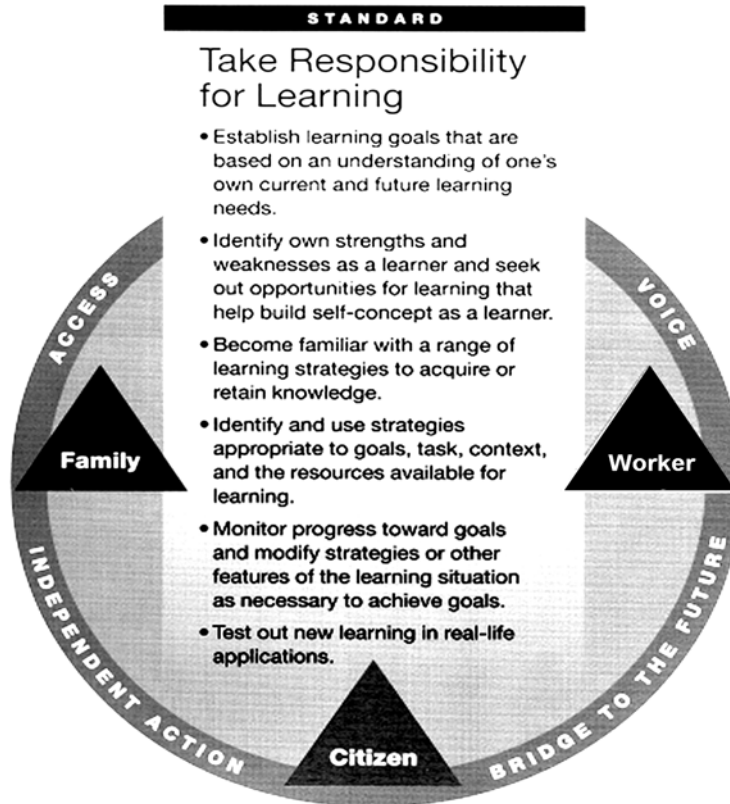 STANDARD
Take Responsibility
for Learning
• Establish learning goals that are
based on an understanding of one's
own current and future learning
needs.
• Identify own strengths and
weaknesses as a learner and seek
out opportunities for learning that
help build self-concept as a learner.
• Become familiar with a range of
learning strategies to acquire or
retain knowledge.
• Identify and use strategies
appropriate to goals, task, context,
and the resources available for
learning.
• Monitor progress toward goals
and modify strategies or other
features of the learning situation
as necessary to achieve goals.
• Test out new learning in real-life
applications.
ACCESS
VOICE
Family
Worker
INDEPENDENT ACTION
BRIDGE TO THE FUTURE
Citizen